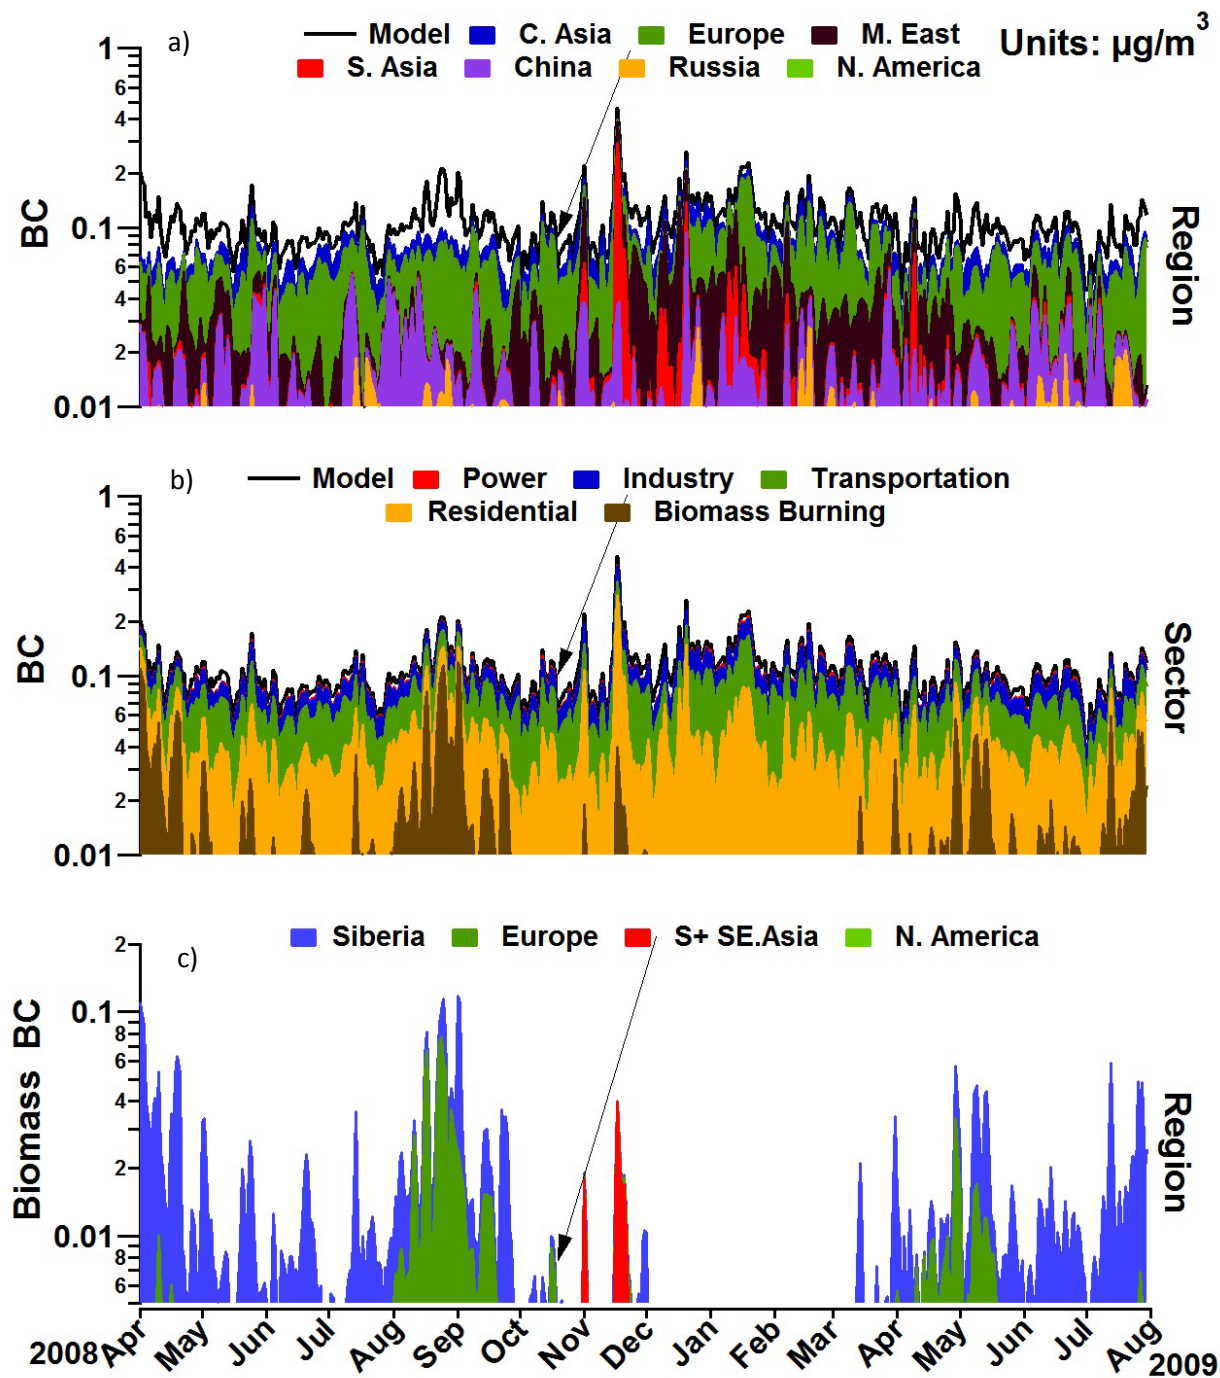 a)
Model C. Asia Europe M. East
Units: µg/m³
S. Asia China Russia N. America
1
6
4
2
0.1
6
4
2
0.01
BC
Region
b)
Model Power Industry Transportation
Residential Biomass Burning
1
6
4
2
0.1
6
4
2
0.01
BC
Sector
Siberia Europe S+ SE.Asia N. America
c)
2
0.1
8
6
4
2
0.01
8
6
Biomass BC
Region
Apr May Jun Jul Aug Sep Oct Nov Dec Jan Feb Mar Apr May Jun Jul Aug
2008
2009